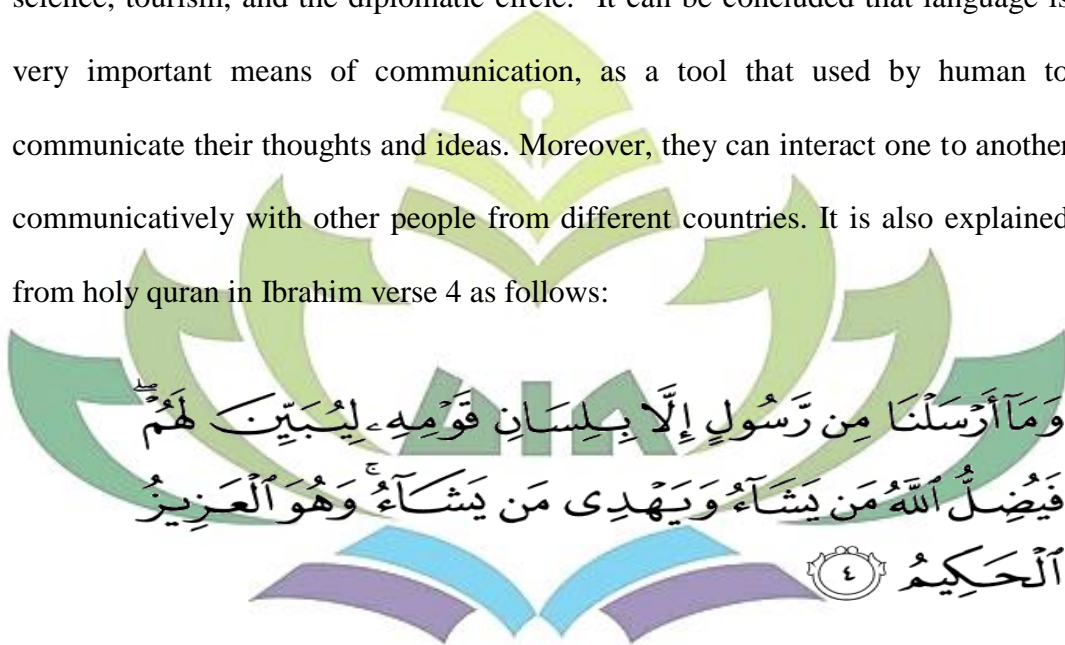 science, tourism, and the diplomatic circle. It can be concluded that language is
very important means of communication, as a tool that used by human to
communicate their thoughts and ideas. Moreover, they can interact one to another
communicatively with other people from different countries. It is also explained
from holy quran in Ibrahim verse 4 as follows:
وَمَآ أَرْسَلْنَا مِن رَّسُولٍ إِلَّا بِلِسَانِ قَوْمِهِۦ لِيُبَيِّنَ لَهُمْ ۖ
فَيُضِلُّ ٱللَّهُ مَن يَشَآءُ وَيَهْدِى مَن يَشَآءُ ۚ وَهُوَ ٱلْعَزِيزُ
ٱلْحَكِيمُ ٤